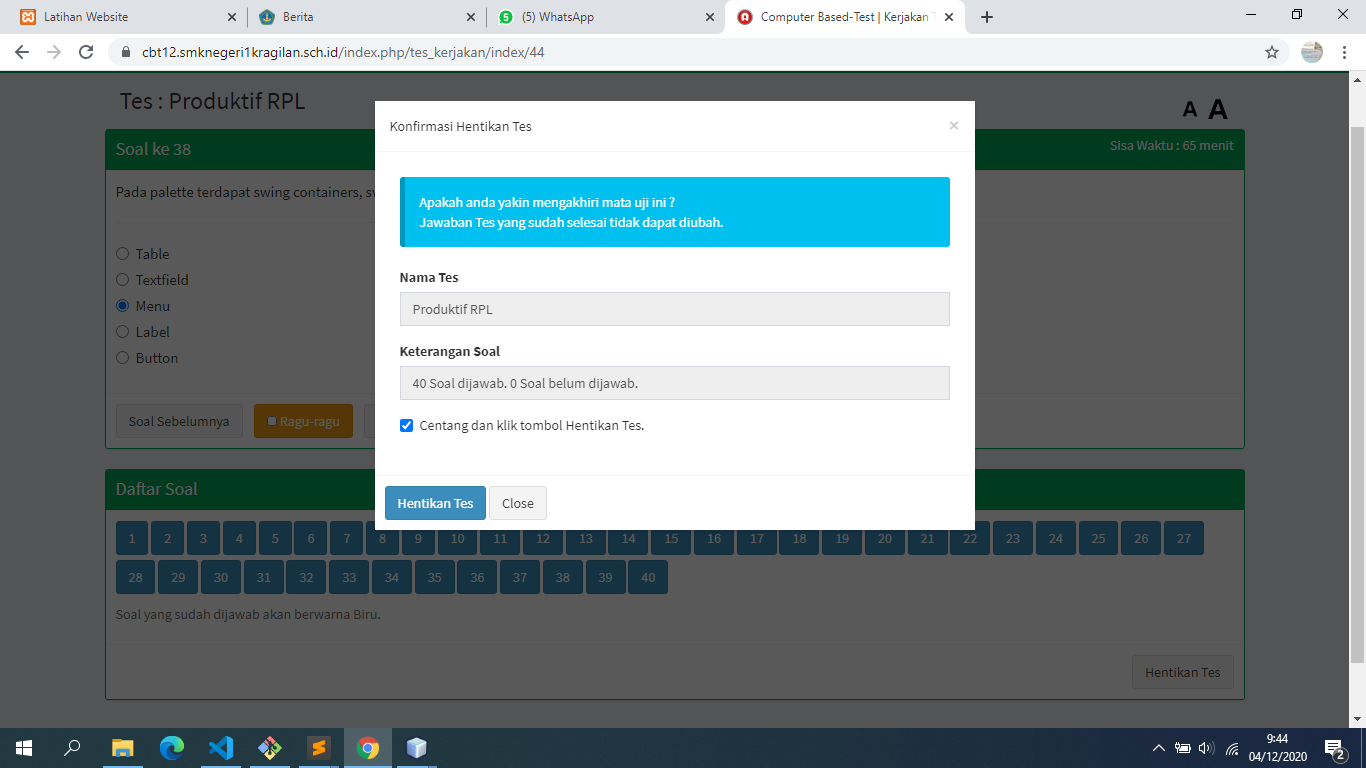 Latihan Website
Berita
(5) WhatsApp
Computer Based-Test | Kerjakan
cbt12.smknegeri1kragilan.sch.id/index.php/tes_kerjakan/index/44
Tes : Produktif RPL
A A
Soal ke 38
Sisa Waktu : 65 menit
Pada palette terdapat swing containers,
Table
Textfield
Menu
Label
Button
Soal Sebelumnya
Ragu-ragu
Konfirmasi Hentikan Tes
×
Apakah anda yakin mengakhiri mata uji ini ?
Jawaban Tes yang sudah selesai tidak dapat diubah.
Nama Tes
Produktif RPL
Keterangan Soal
40 Soal dijawab. 0 Soal belum dijawab.
Centang dan klik tombol Hentikan Tes.
Hentikan Tes
Close
Daftar Soal
1 2 3 4 5 6 7 8 9 10 11 12 13 14 15 16 17 18 19 20 21 22 23 24 25 26 27
28 29 30 31 32 33 34 35 36 37 38 39 40
Soal yang sudah dijawab akan berwarna Biru.
Hentikan Tes
9:44
04/12/2020
2